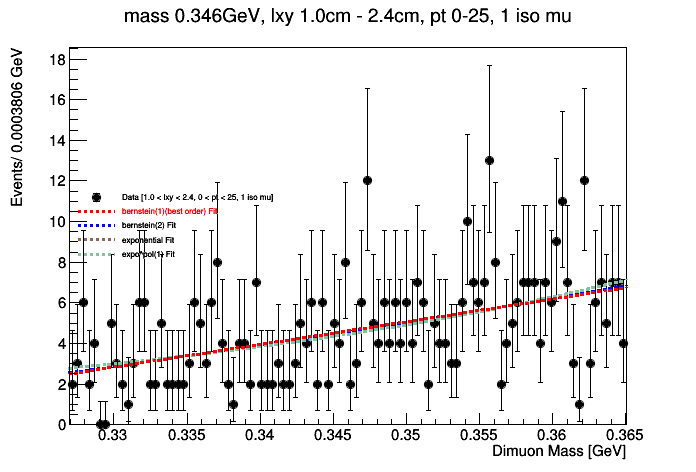 mass 0.346GeV, lxy 1.0cm - 2.4cm, pt 0-25, 1 iso mu
Events/ 0.0003806 GeV
18
16
14
12
10
8
6
4
2
0
Data [1.0 < lxy < 2.4, 0 < pt < 25, 1 iso mu]
bernstein(1)(best order) Fit
bernstein(2) Fit
exponential Fit
expo*pol(1) Fit
0.33 0.335 0.34 0.345 0.35 0.355 0.36 0.365
Dimuon Mass [GeV]